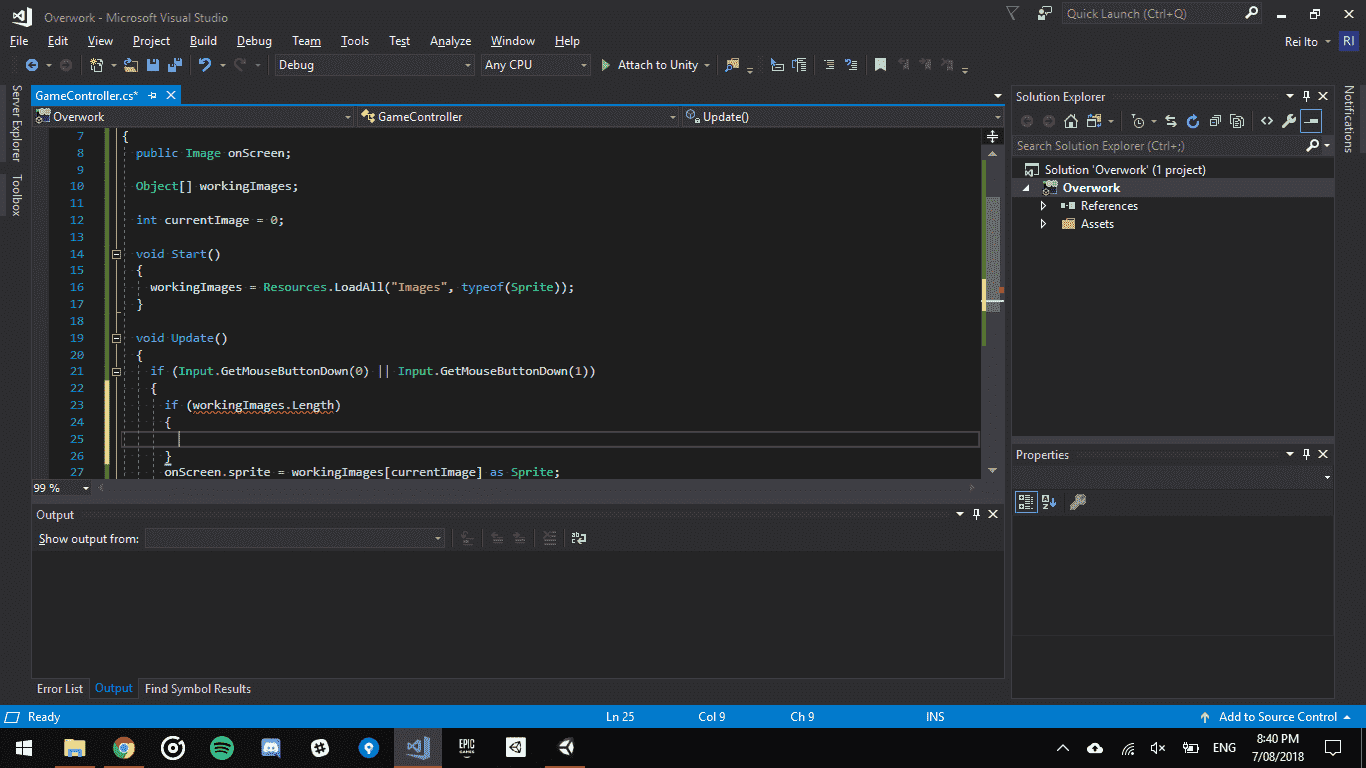 Overwork - Microsoft Visual Studio
Quick Launch (Ctrl+Q)
File Edit View Project Build Debug Team Tools Test Analyze Window Help
Rei Ito RI
Debug Any CPU Attach to Unity
Server Explorer
Toolbox
GameController.cs*
Overwork GameController Update()
7 {
8 public Image onScreen;
9
10 Object[] workingImages;
11
12 int currentImage = 0;
13
14 void Start()
15 {
16 workingImages = Resources.LoadAll("Images", typeof(Sprite));
17 }
18
19 void Update()
20 {
21 if (Input.GetMouseButtonDown(0) || Input.GetMouseButtonDown(1))
22 {
23 if (workingImages.Length)
24 {
25
26 }
27 onScreen.sprite = workingImages[currentImage] as Sprite;
99 %
Output
Show output from:
Error List Output Find Symbol Results
Solution Explorer
Search Solution Explorer (Ctrl+;)
Solution 'Overwork' (1 project)
Overwork
References
Assets
Properties
Notifications
Ready Ln 25 Col 9 Ch 9 INS Add to Source Control
EPIC
GAMES
ENG
8:40 PM
7/08/2018